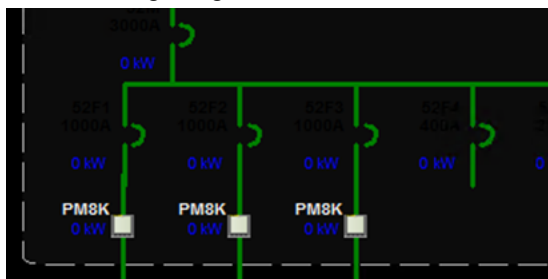 3000A
0 kW
52F1 52F2 52F3 52F4
1000A 1000A 1000A 400A
0 kW 0 kW 0 kW 0 kW 0
PM8K PM8K PM8K
0 kW 0 kW 0 kW